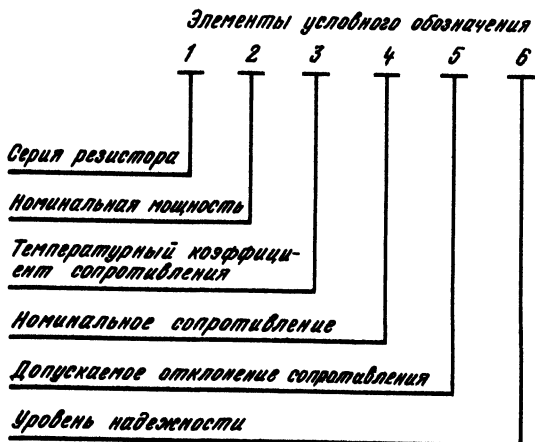 Элементы условного обозначения
1 2 3 4 5 6
Серия резистора
Номинальная мощность
Температурный коэффици-
ент сопротивления
Номинальное сопротивление
Допускаемое отклонение сопротавления
Уровень надежности